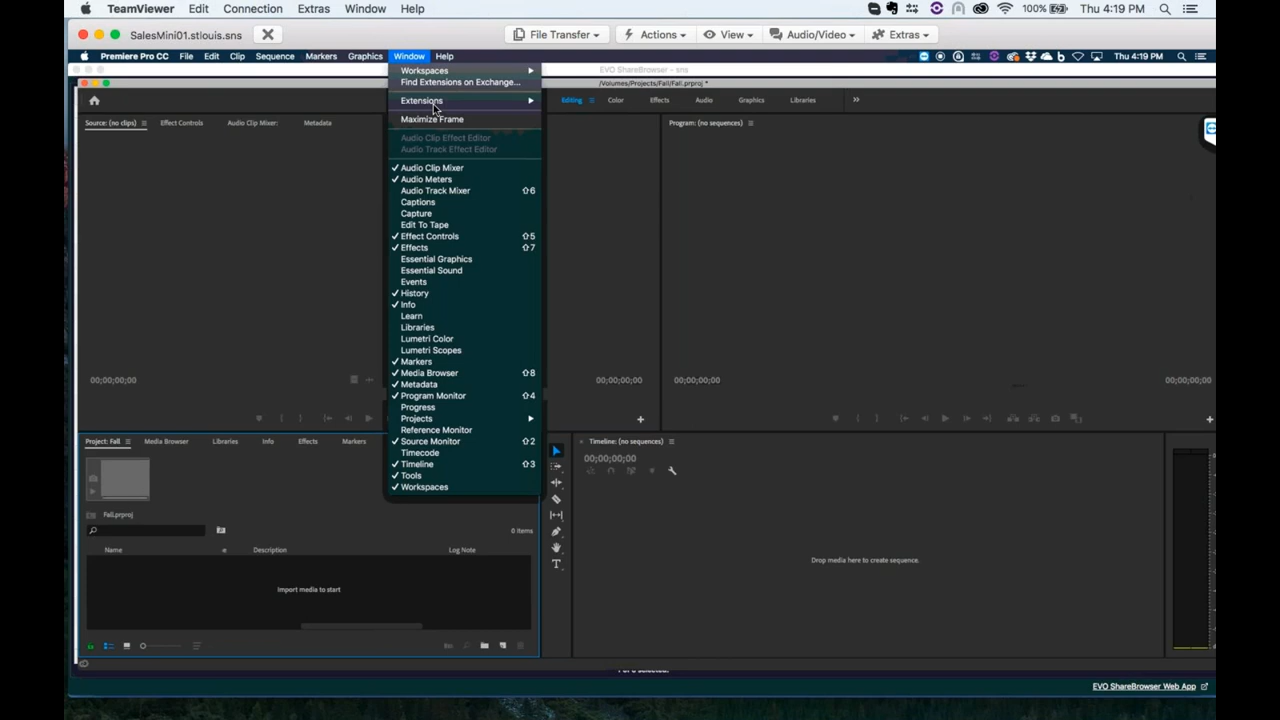 TeamViewer Edit Connection Extras Window Help 100% Thu 4:19 PM
SalesMini01.stlouis.sns File Transfer Actions View Audio/Video Extras
Premiere Pro CC File Edit Clip Sequence Markers Graphics Window Help Thu 4:19 PM
EVO ShareBrowser - sns
/Volumes/Projects/Fall/Fall.prproj *
Workspaces
Find Extensions on Exchange...
Extensions
Maximize Frame
Audio Clip Effect Editor
Audio Track Effect Editor
Audio Clip Mixer
Audio Meters
Audio Track Mixer ⇧6
Captions
Capture
Edit To Tape
Effect Controls ⇧5
Effects ⇧7
Essential Graphics
Essential Sound
Events
History
Info
Learn
Libraries
Lumetri Color
Lumetri Scopes
Markers
Media Browser ⇧8
Metadata
Program Monitor ⇧4
Progress
Projects
Reference Monitor
Source Monitor ⇧2
Timecode
Timeline ⇧3
Tools
Workspaces
Editing Color Effects Audio Graphics Libraries
Source: (no clips) Effect Controls Audio Clip Mixer: Metadata
Program: (no sequences)
00;00;00;00 00;00;00;00
00;00;00;00 00;00;00;00
Project: Fall Media Browser Libraries Info Effects Markers
Timeline: (no sequences)
00;00;00;00
Fall.prproj
0 Items
Name Description Log Note
Import media to start
Drop media here to create sequence.
EVO ShareBrowser Web App